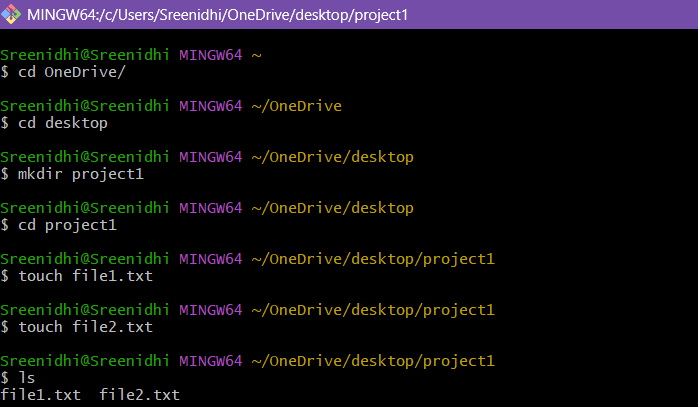 MINGW64:/c/Users/Sreenidhi/OneDrive/desktop/project1
Sreenidhi@Sreenidhi MINGW64 ~
$ cd OneDrive/
Sreenidhi@Sreenidhi MINGW64 ~/OneDrive
$ cd desktop
Sreenidhi@Sreenidhi MINGW64 ~/OneDrive/desktop
$ mkdir project1
Sreenidhi@Sreenidhi MINGW64 ~/OneDrive/desktop
$ cd project1
Sreenidhi@Sreenidhi MINGW64 ~/OneDrive/desktop/project1
$ touch file1.txt
Sreenidhi@Sreenidhi MINGW64 ~/OneDrive/desktop/project1
$ touch file2.txt
Sreenidhi@Sreenidhi MINGW64 ~/OneDrive/desktop/project1
$ ls
file1.txt  file2.txt